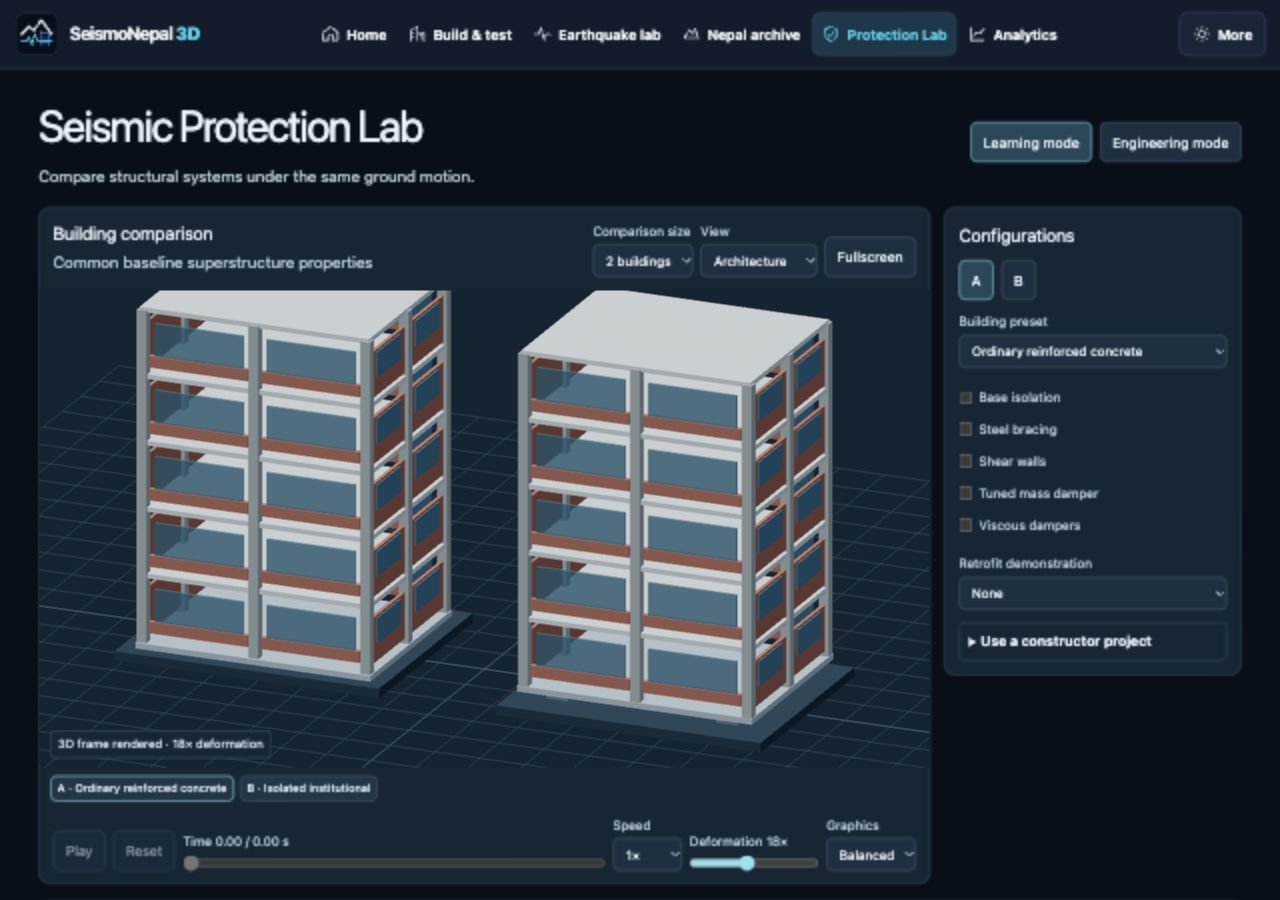 SeismoNepal 3D
Home
Build & test
Earthquake lab
Nepal archive
Protection Lab
Analytics
More
Seismic Protection Lab
Compare structural systems under the same ground motion.
Learning mode
Engineering mode
Building comparison
Common baseline superstructure properties
Comparison size
2 buildings
View
Architecture
Fullscreen
3D frame rendered · 18× deformation
A · Ordinary reinforced concrete
B · Isolated institutional
Play
Reset
Time 0.00 / 0.00 s
Speed
1×
Deformation 18×
Graphics
Balanced
Configurations
A
B
Building preset
Ordinary reinforced concrete
Base isolation
Steel bracing
Shear walls
Tuned mass damper
Viscous dampers
Retrofit demonstration
None
Use a constructor project